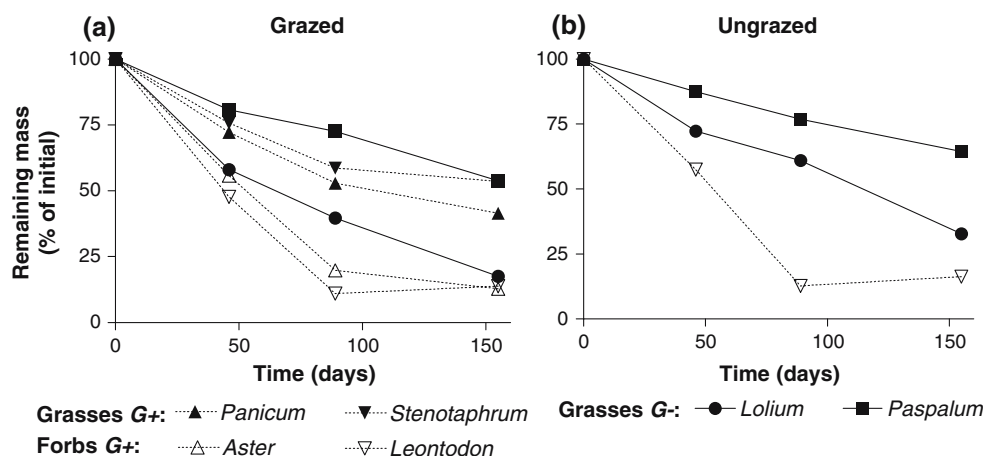 (a) Grazed
Remaining mass
(% of initial)
100
75
50
25
0
0 50 100 150
Time (days)
(b) Ungrazed
100
75
50
25
0
0 50 100 150
Time (days)
Grasses G+: Panicum Stenotaphrum
Forbs G+: Aster Leontodon
Grasses G-: Lolium Paspalum